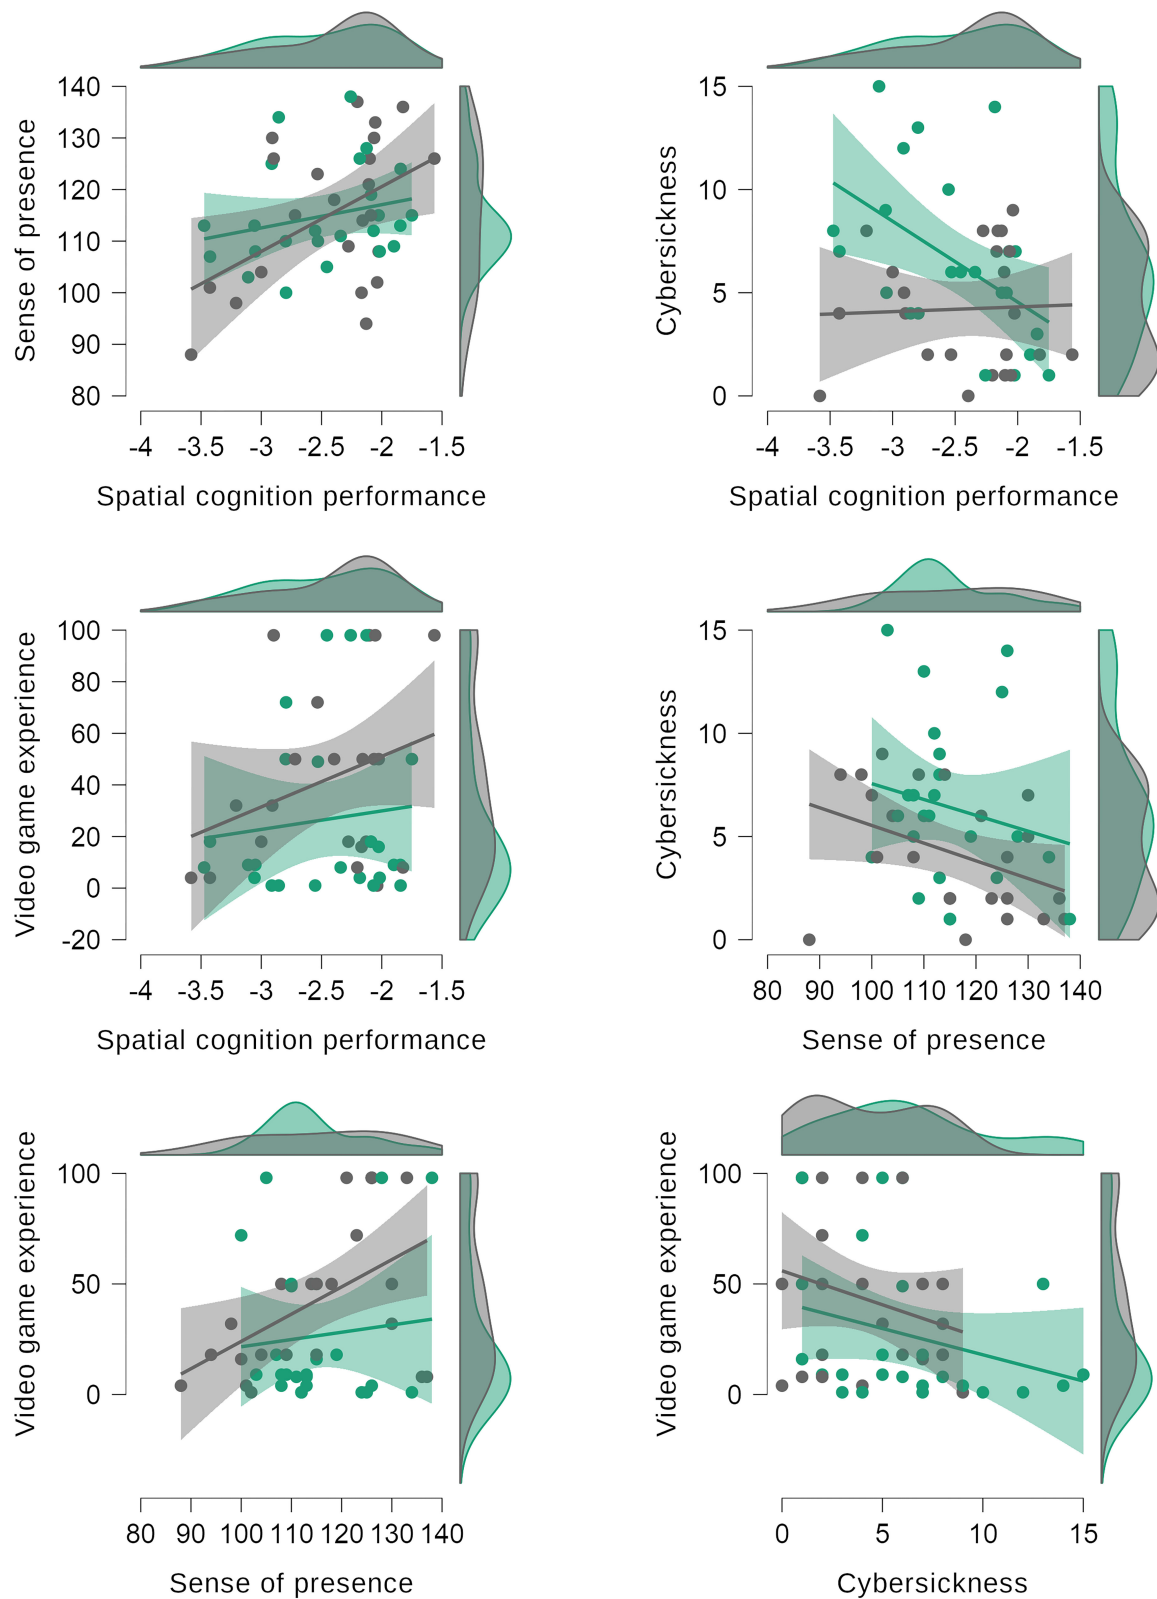 Sense of presence
140
130
120
110
100
90
80
-4 -3.5 -3 -2.5 -2 -1.5
Spatial cognition performance
Cybersickness
15
10
5
0
-4 -3.5 -3 -2.5 -2 -1.5
Spatial cognition performance
Video game experience
100
80
60
40
20
0
-20
-4 -3.5 -3 -2.5 -2 -1.5
Spatial cognition performance
Cybersickness
15
10
5
0
80 90 100 110 120 130 140
Sense of presence
Video game experience
100
50
0
80 90 100 110 120 130 140
Sense of presence
Video game experience
100
50
0
0 5 10 15
Cybersickness